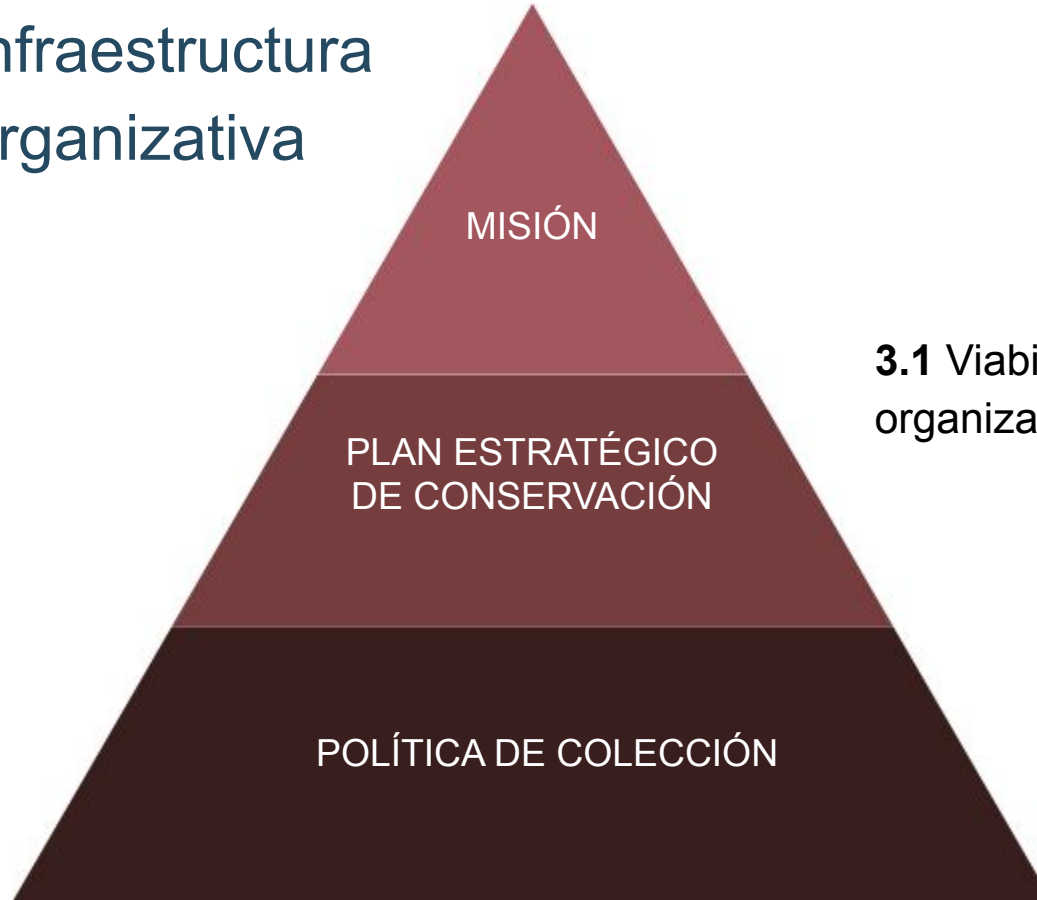 nfraestructura
rganizativa
MISIÓN
3.1 Viabi
organiza
PLAN ESTRATÉGICO
DE CONSERVACIÓN
POLÍTICA DE COLECCIÓN